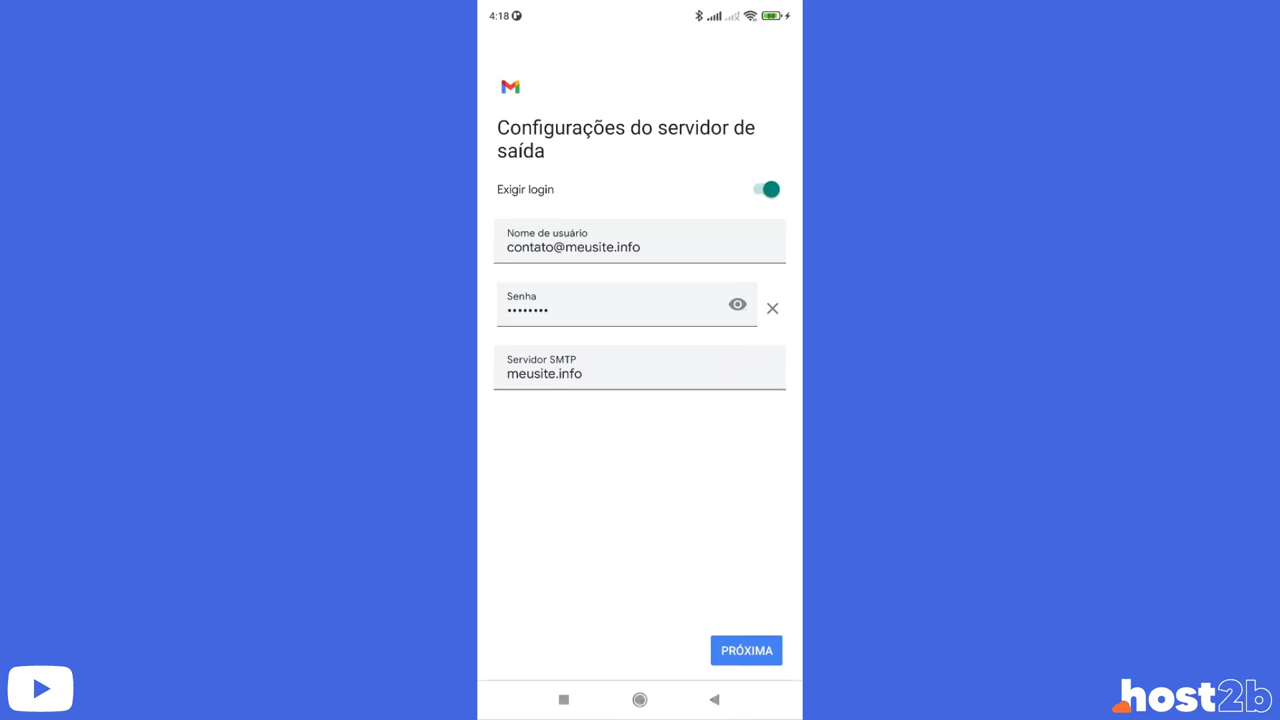 4:18
Configurações do servidor de
saída
Exigir login
Nome de usuário
contato@meusite.info
Senha
••••••••
Servidor SMTP
meusite.info
PRÓXIMA
host2b